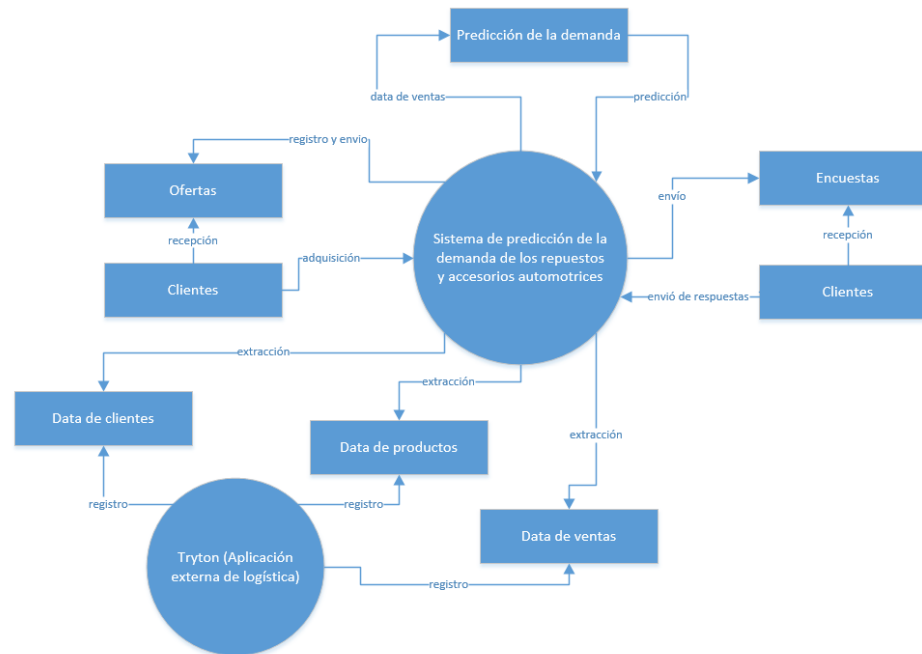 Predicción de la demanda
data de ventas
predicción
registro y envio
Ofertas
Encuestas
envío
recepción
recepción
Sistema de predicción de la
demanda de los repuestos
y accesorios automotrices
adquisición
Clientes
Clientes
envió de respuestas
extracción
extracción
Data de clientes
Data de productos
extracción
registro
registro
Data de ventas
Tryton (Aplicación
externa de logística)
registro